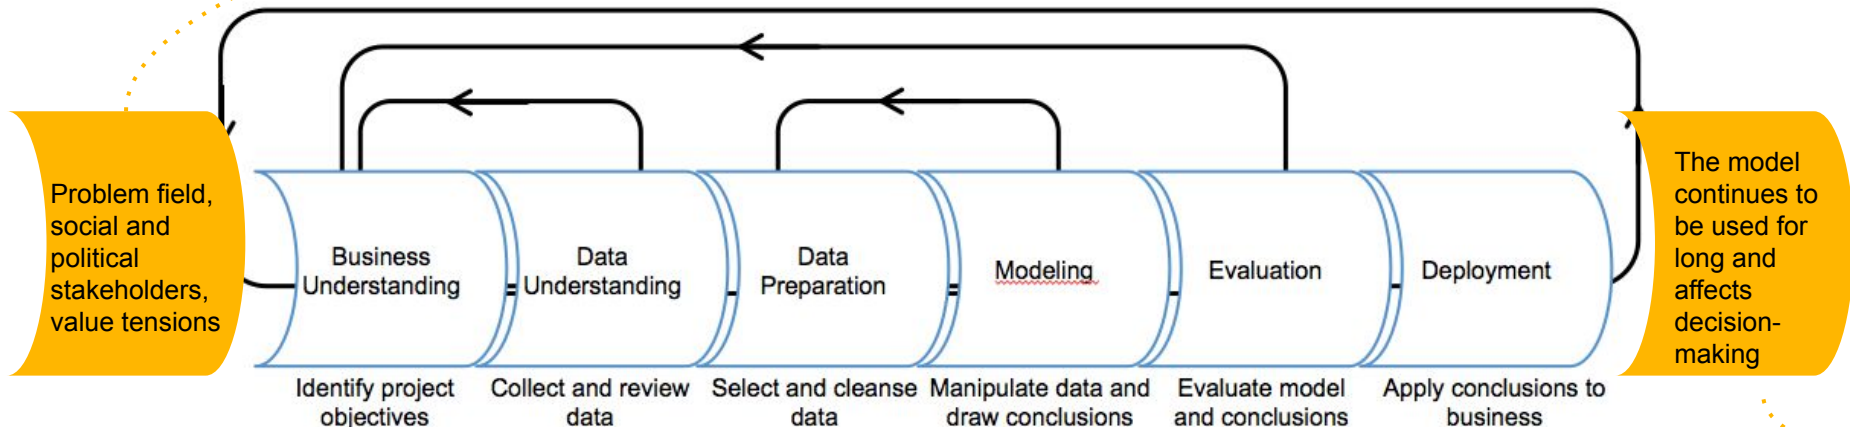 Problem field,
social and
political
stakeholders,
value tensions
Business
Understanding
Data
Understanding
Data
Preparation
Modeling
Evaluation
Deployment
The model
continues to
be used for
long and
affects
decision-
making
Identify project
objectives
Collect and review
data
Select and cleanse
data
Manipulate data and
draw conclusions
Evaluate model
and conclusions
Apply conclusions to
business